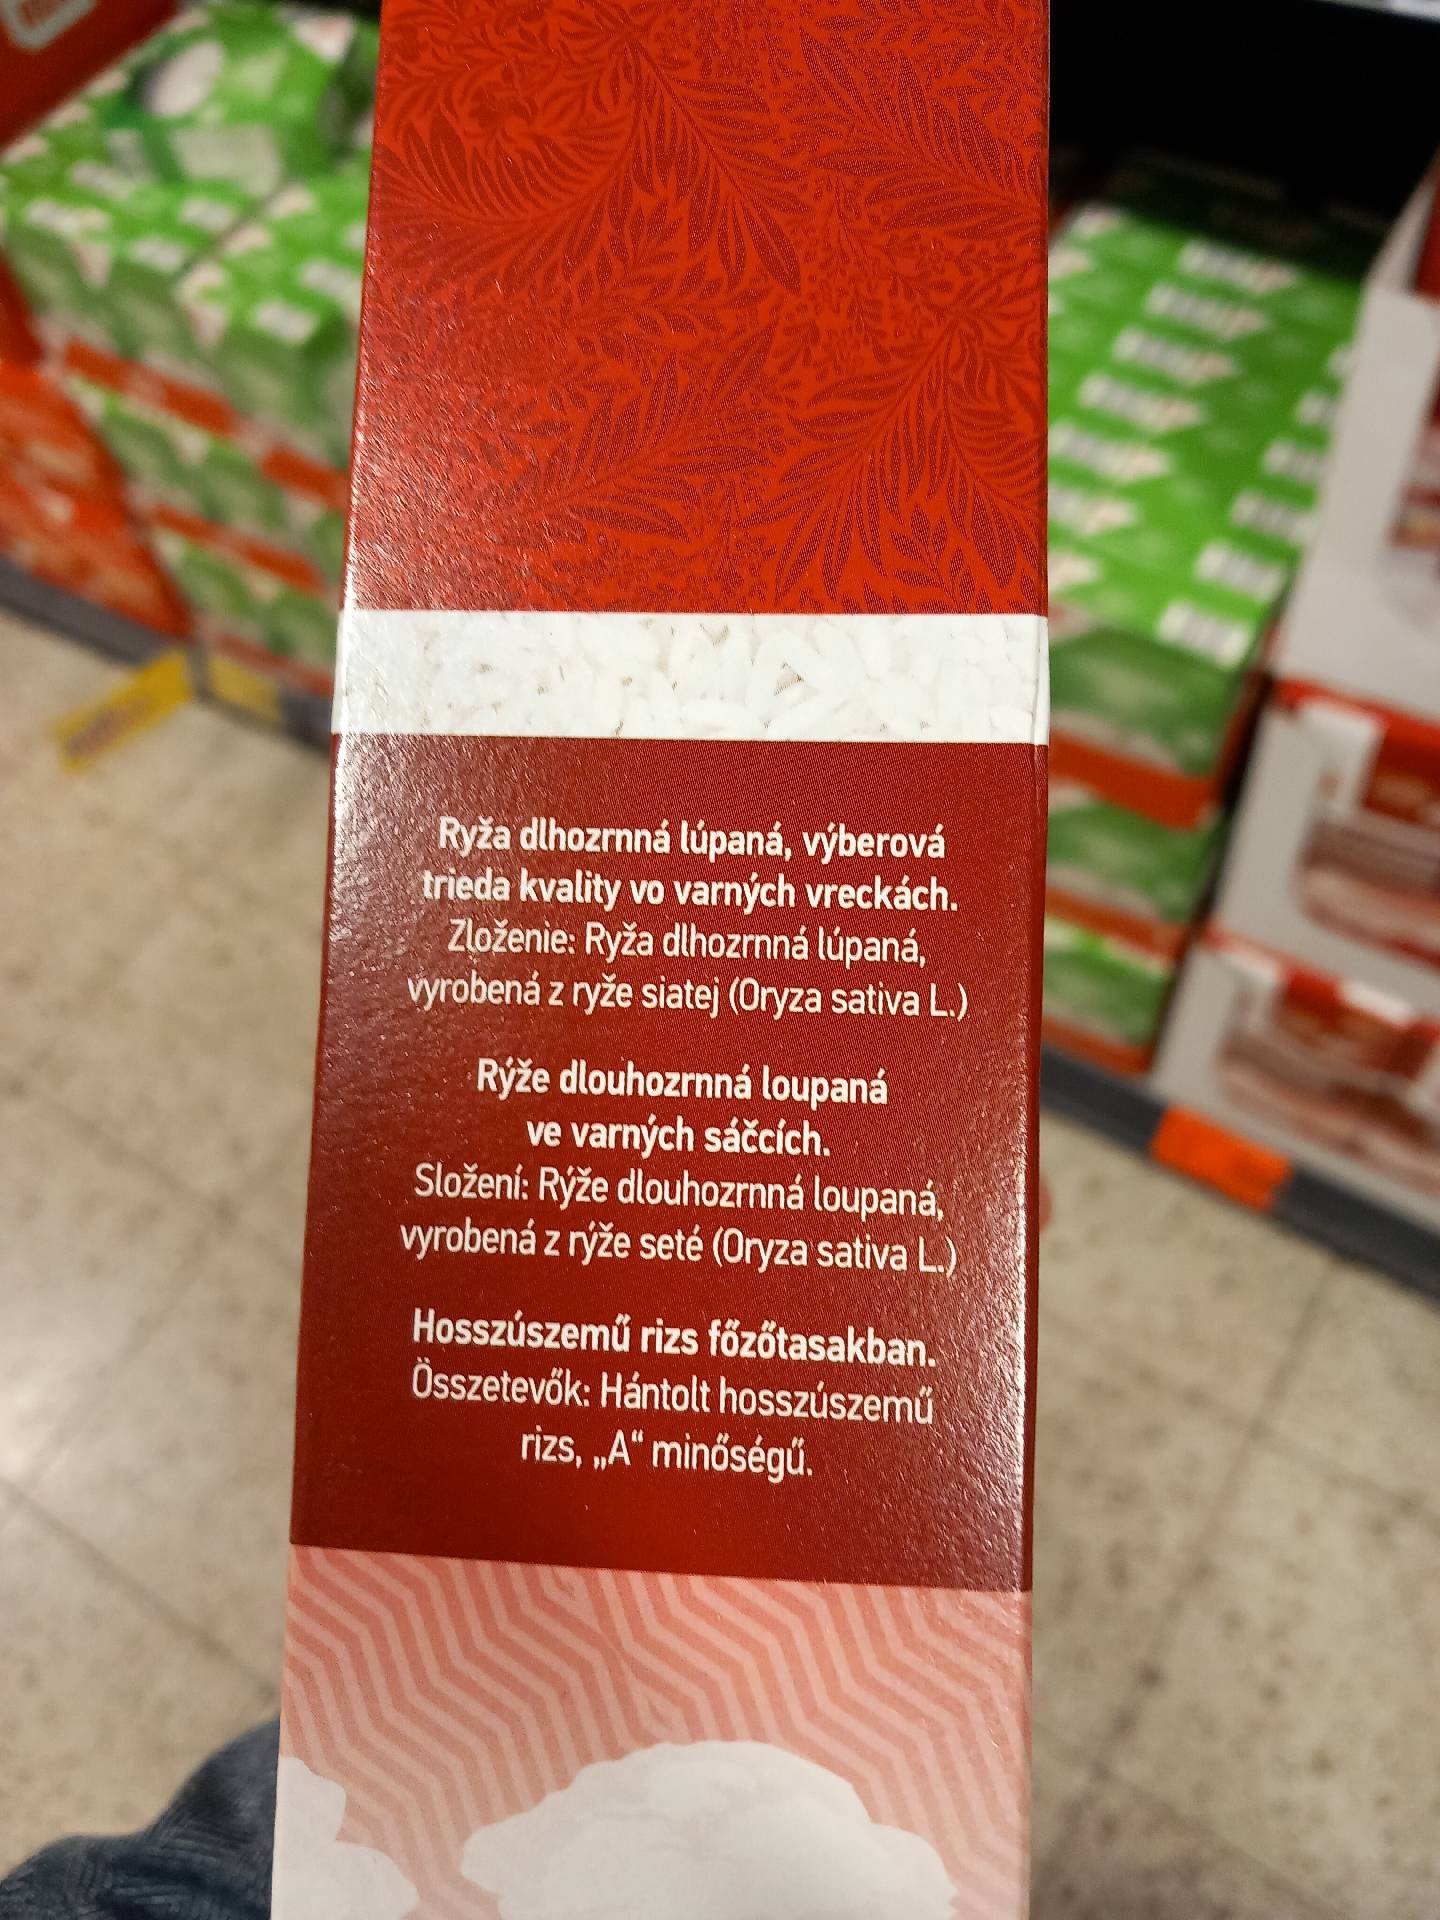 Ryža dlhozrnná lúpaná, výberová
trieda kvality vo varných vreckách.
Zloženie: Ryža dlhozrnná lúpaná,
vyrobená z ryže siatej (Oryza sativa L.)
Rýže dlouhozrnná loupaná
ve varných sáčcích.
Složení: Rýže dlouhozrnná loupaná,
vyrobená z rýže seté (Oryza sativa L.)
Hosszúszemű rizs főzőtasakban.
Összetevők: Hántolt hosszúszemű
rizs, „A“ minőségű.